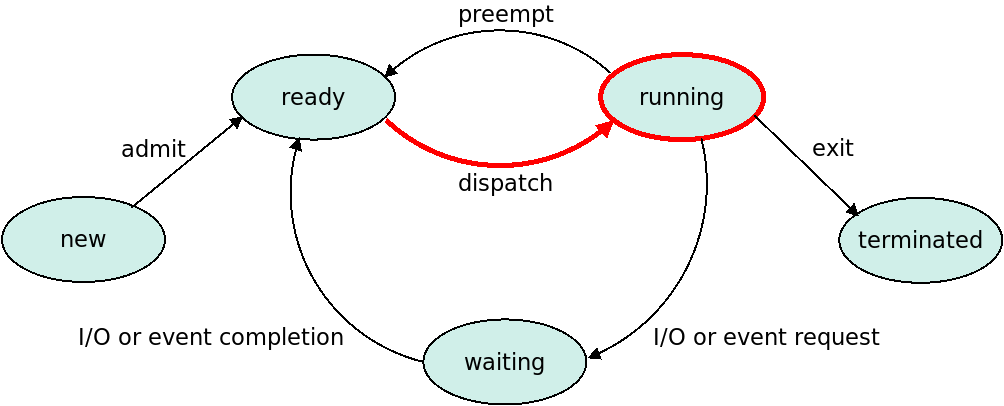 preempt
ready
running
admit
exit
dispatch
new
terminated
I/O or event completion
I/O or event request
waiting